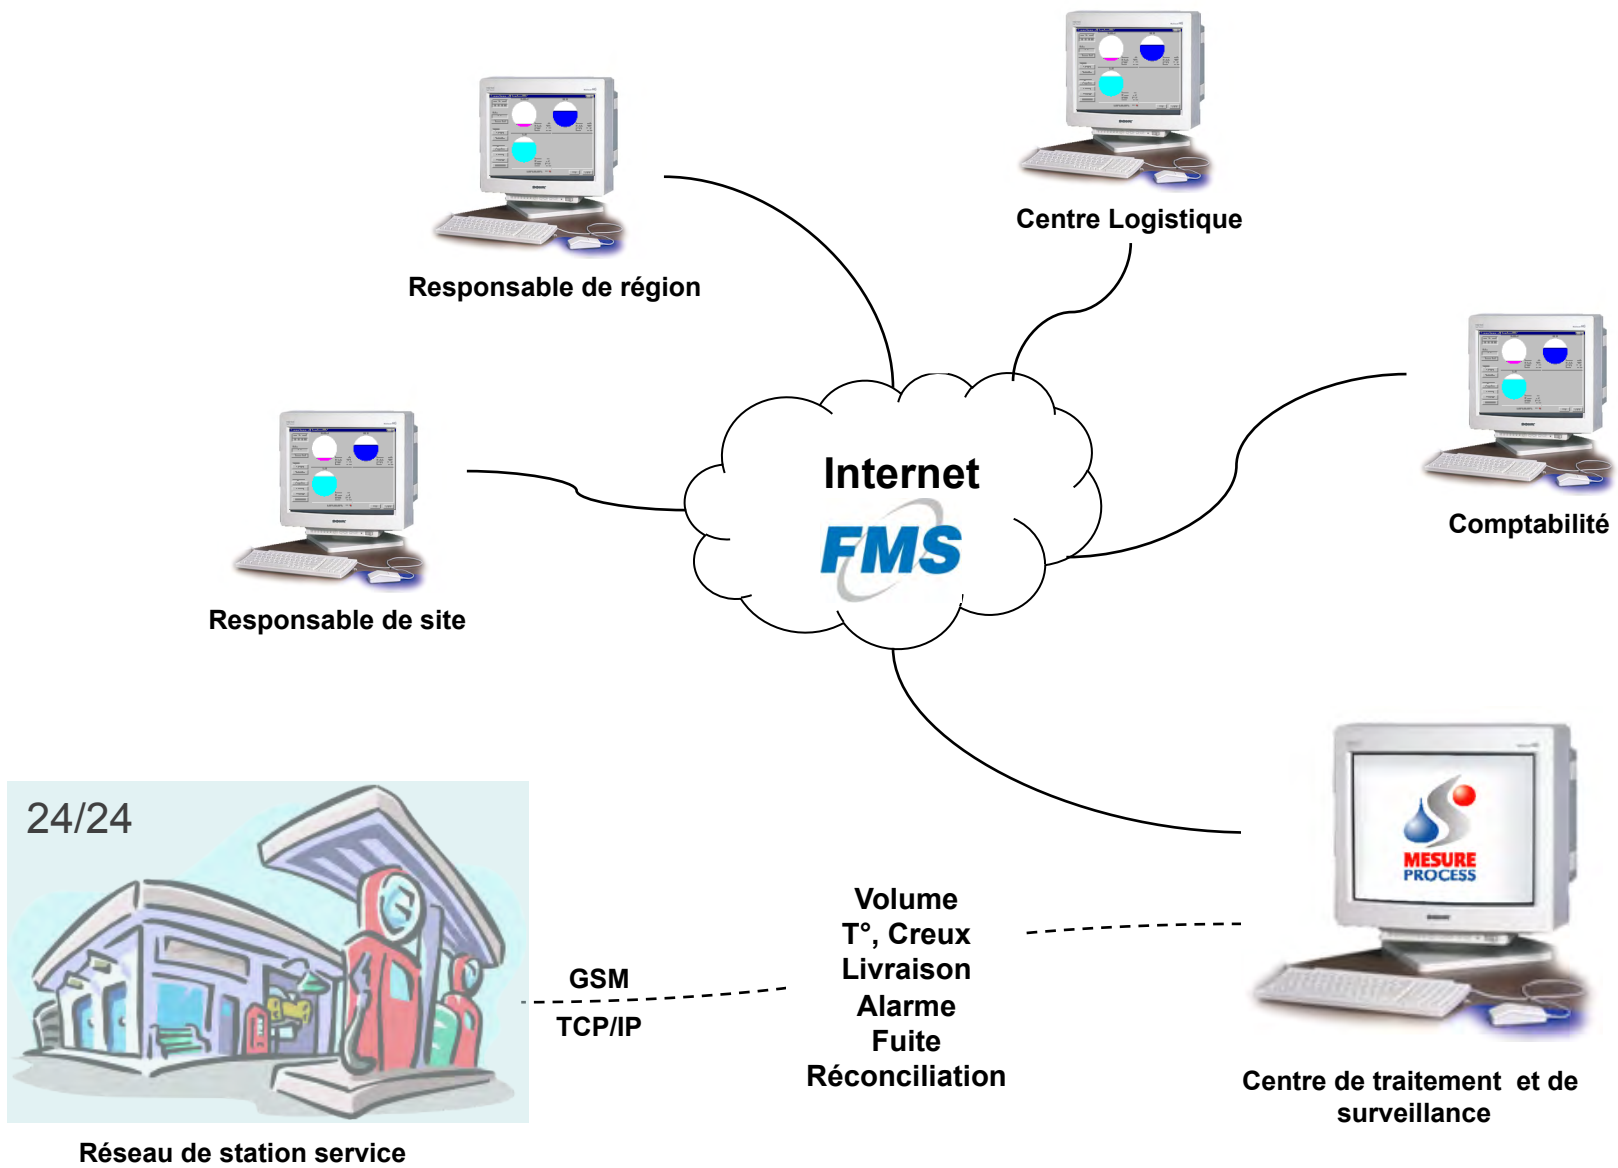 Centre Logistique
Responsable de région
Internet
FMS
Comptabilité
Responsable de site
24/24
MESURE
PROCESS
Volume
T°, Creux
Livraison
Alarme
Fuite
Réconciliation
GSM
TCP/IP
Centre de traitement et de
surveillance
Réseau de station service